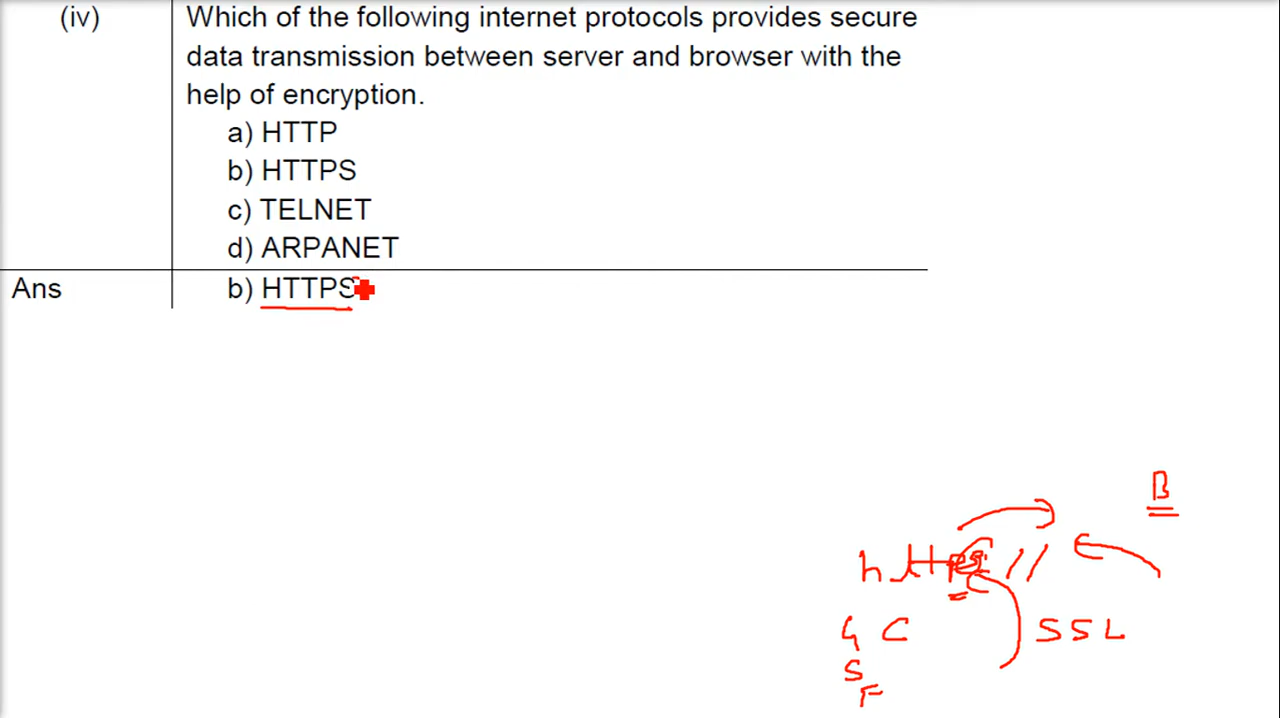 (iv) Which of the following internet protocols provides secure
data transmission between server and browser with the
help of encryption.
a) HTTP
b) HTTPS
c) TELNET
d) ARPANET
Ans b) HTTPS
B
//
C SSL
S
F